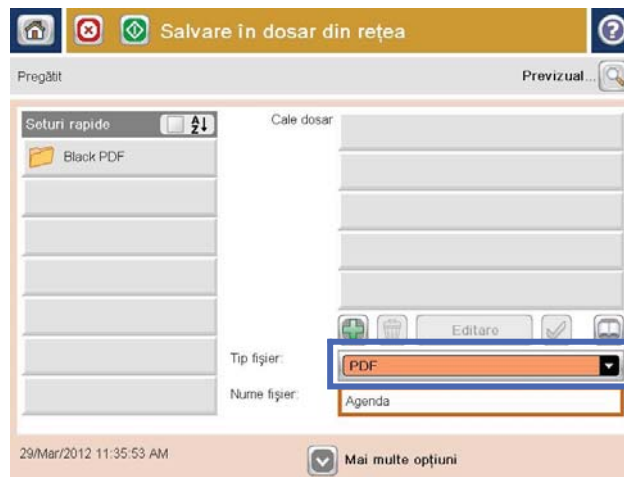 Salvare în dosar din rețea
Pregătit
Previzual...
Seturi rapide
Cale dosar
Black PDF
Editare
Tip fișier:
PDF
Nume fișier:
Agenda
29/Mar/2012 11:35:53 AM
Mai multe opțiuni